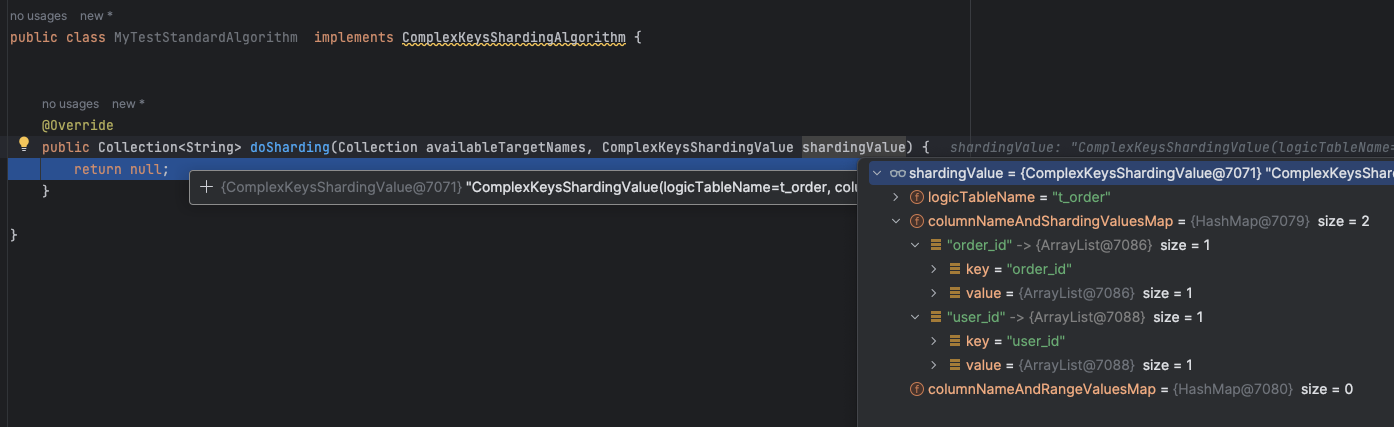 no usages   new *
public class MyTestStandardAlgorithm  implements ComplexKeysShardingAlgorithm {
no usages   new *
@Override
public Collection<String> doSharding(Collection availableTargetNames, ComplexKeysShardingValue shardingValue) {   shardingValue: "ComplexKeysShardingValue(logicTableName=
return null;
shardingValue = {ComplexKeysShardingValue@7071} "ComplexKeysShar
+ {ComplexKeysShardingValue@7071} "ComplexKeysShardingValue(logicTableName=t_order, colu
}
logicTableName = "t_order"
columnNameAndShardingValuesMap = {HashMap@7079}  size = 2
}
"order_id" -> {ArrayList@7086}  size = 1
key = "order_id"
value = {ArrayList@7086}  size = 1
"user_id" -> {ArrayList@7088}  size = 1
key = "user_id"
value = {ArrayList@7088}  size = 1
columnNameAndRangeValuesMap = {HashMap@7080}  size = 0